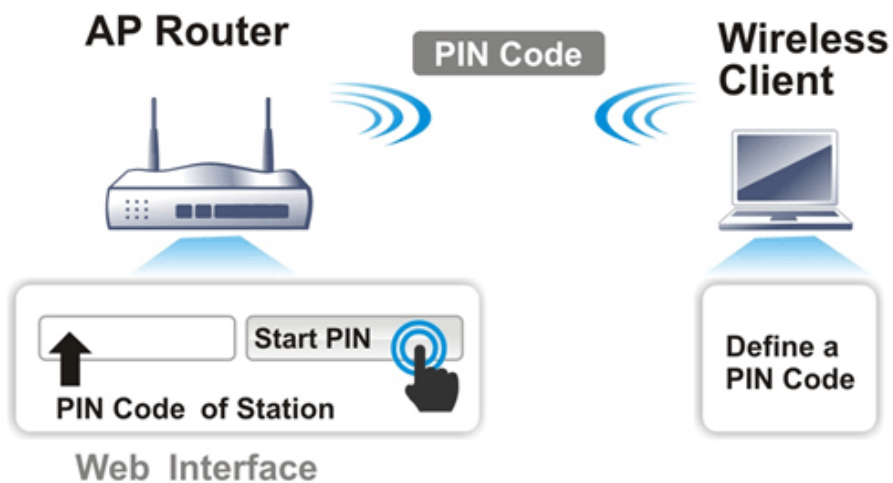 AP Router
PIN Code
Wireless
Client
Start PIN
PIN Code of Station
Web Interface
Define a
PIN Code